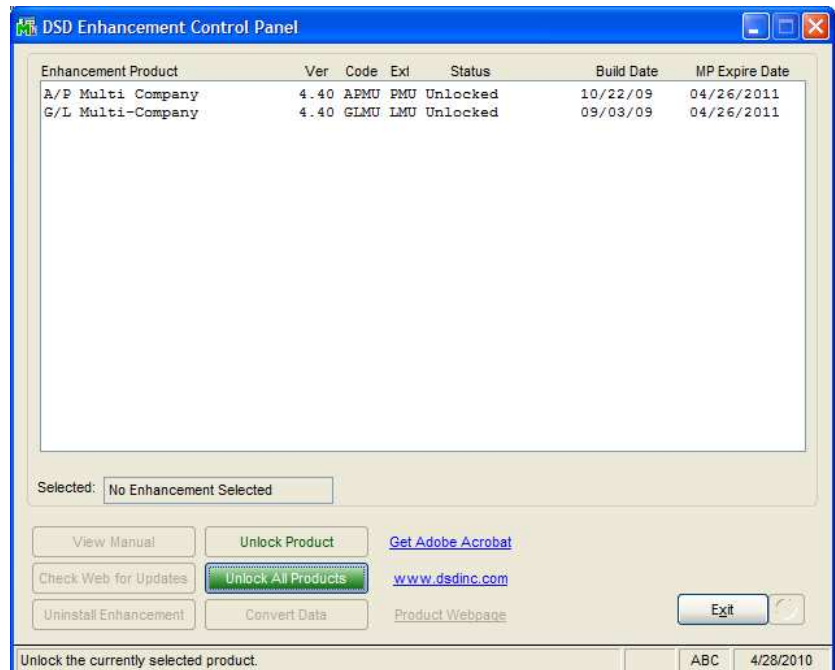 DSD Enhancement Control Panel
Enhancement Product Ver Code Ext Status Build Date MP Expire Date
A/P Multi Company 4.40 APMU PMU Unlocked 10/22/09 04/26/2011
G/L Multi-Company 4.40 GLMU LMU Unlocked 09/03/09 04/26/2011
Selected: No Enhancement Selected
View Manual Unlock Product Get Adobe Acrobat
Check Web for Updates Unlock All Products www.dsdinc.com
Uninstall Enhancement Convert Data Product Webpage Exit
Unlock the currently selected product. ABC 4/28/2010